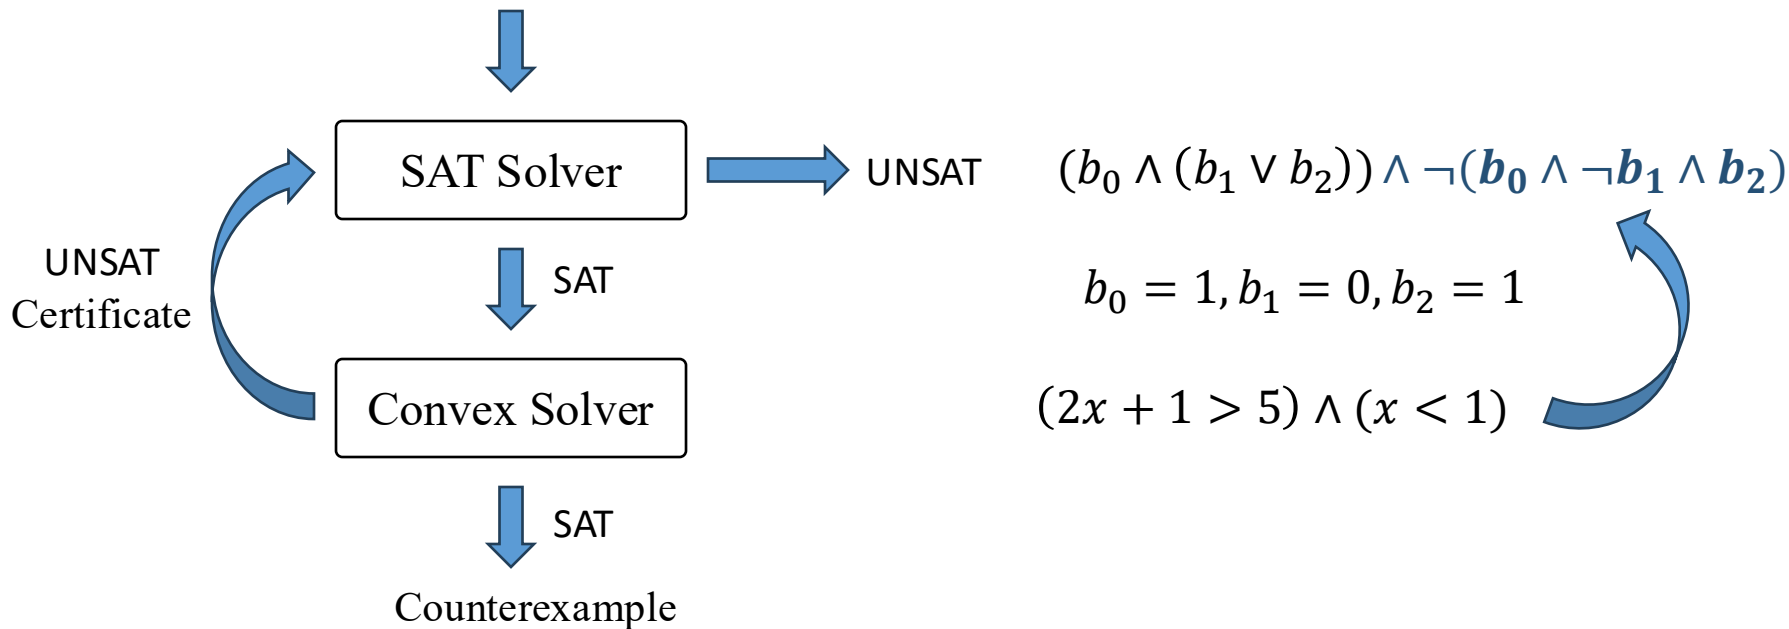 SAT Solver
UNSAT
(b₀ ∧ (b₁ ∨ b₂)) ∧ ¬(b₀ ∧ ¬b₁ ∧ b₂)
UNSAT
Certificate
SAT
b₀ = 1, b₁ = 0, b₂ = 1
Convex Solver
(2x + 1 > 5) ∧ (x < 1)
SAT
Counterexample